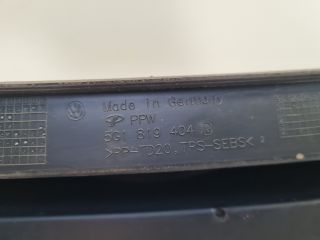 Made in Germany
PPW
5G1 819 404
>PP-TD20.TPS-SEBS<